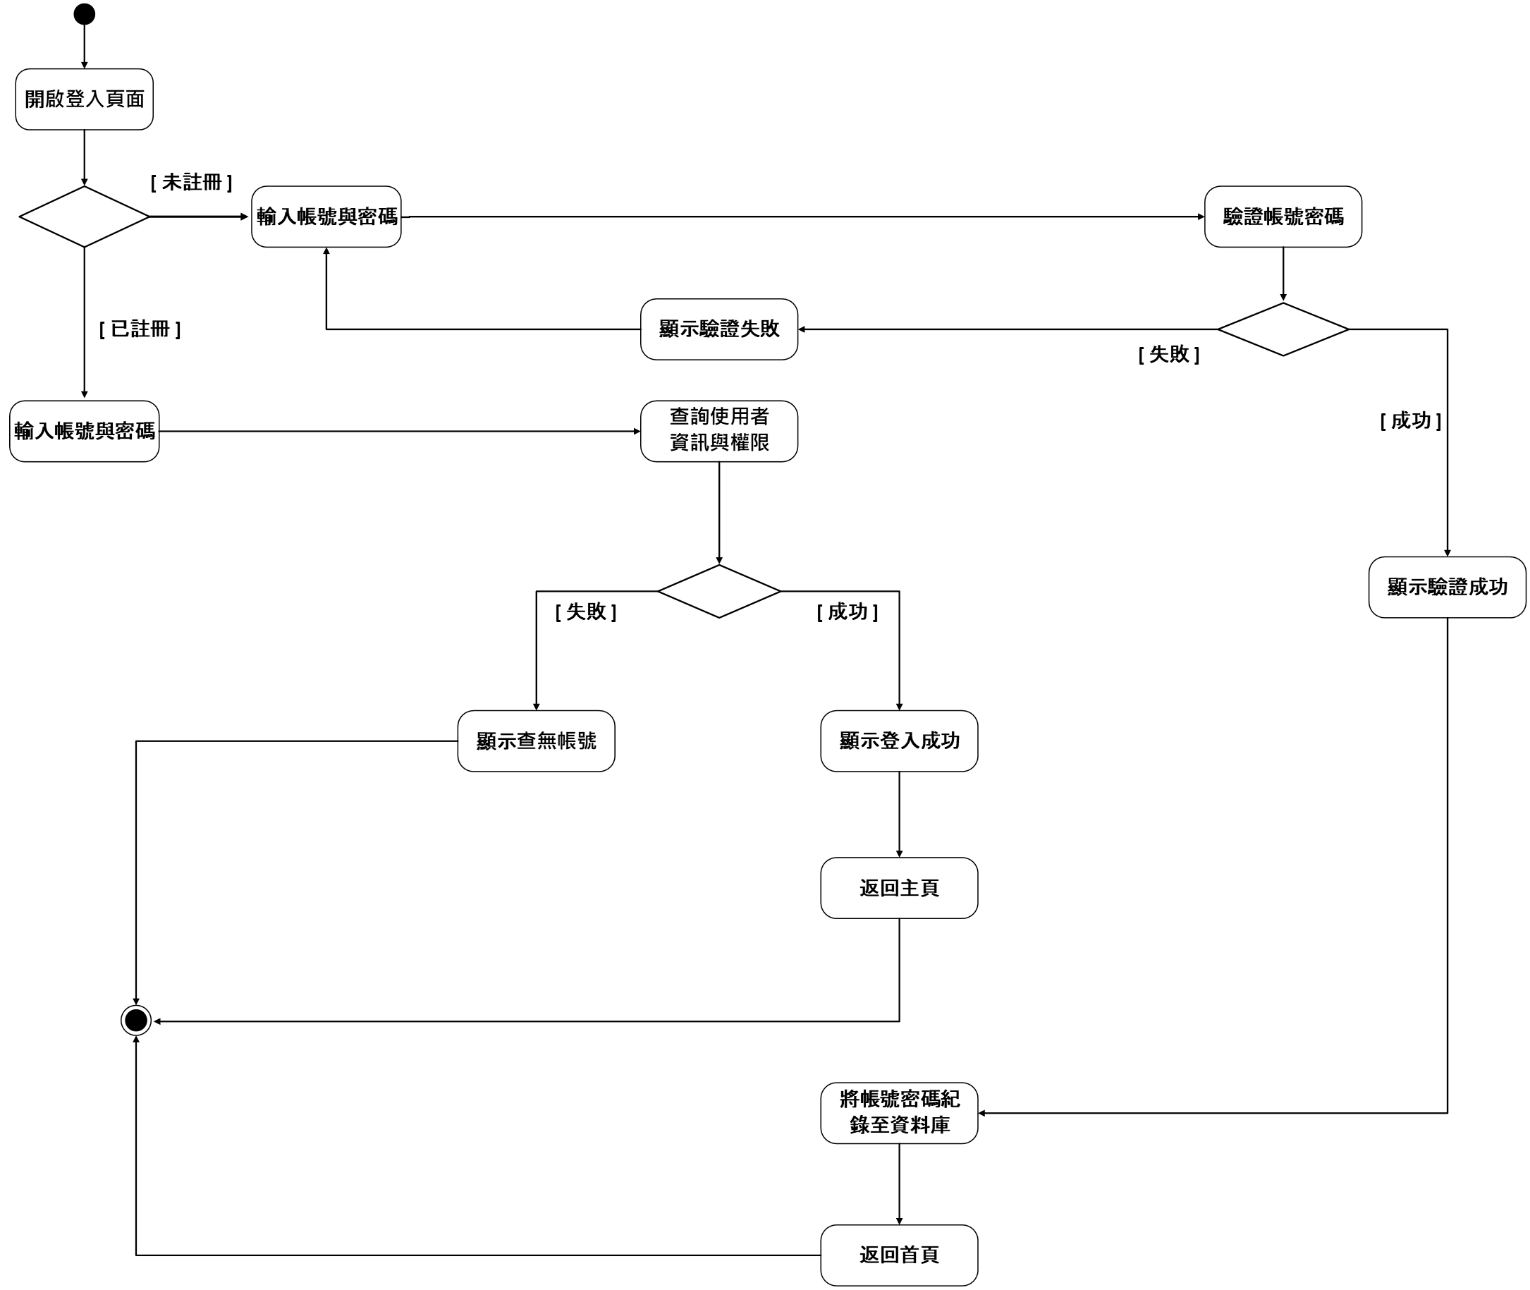 開啟登入頁面
[ 未註冊 ]
輸入帳號與密碼
驗證帳號密碼
[ 已註冊 ]
顯示驗證失敗
[ 失敗 ]
[ 成功 ]
輸入帳號與密碼
查詢使用者
資訊與權限
[ 失敗 ]
[ 成功 ]
顯示驗證成功
顯示查無帳號
顯示登入成功
返回主頁
將帳號密碼紀
錄至資料庫
返回首頁